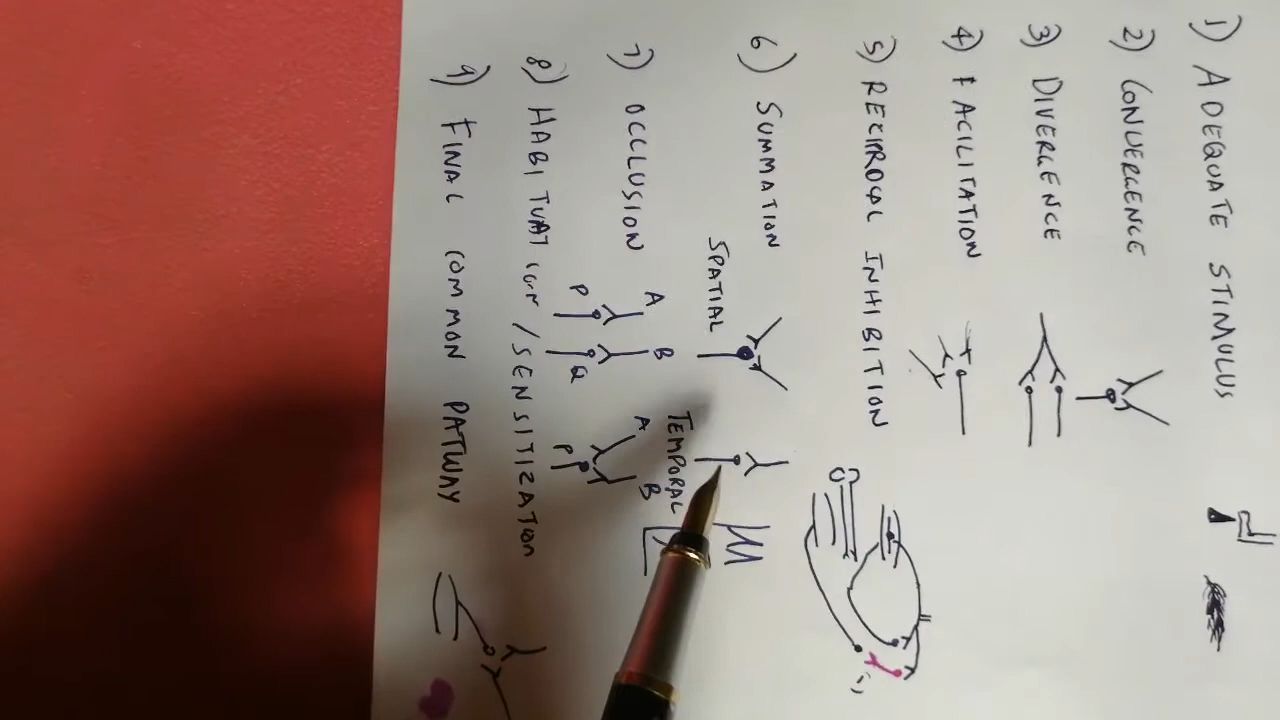 1) ADEQUATE STIMULUS
2) CONVERGENCE
3) DIVERGENCE
4) FACILITATION
5) RECIPROCAL INHIBITION
6) SUMMATION
SPATIAL
TEMPORAL
7) OCCLUSION
A B
P Q
A B
P
8) HABITUATION / SENSITIZATION
9) FINAL COMMON PATWAY